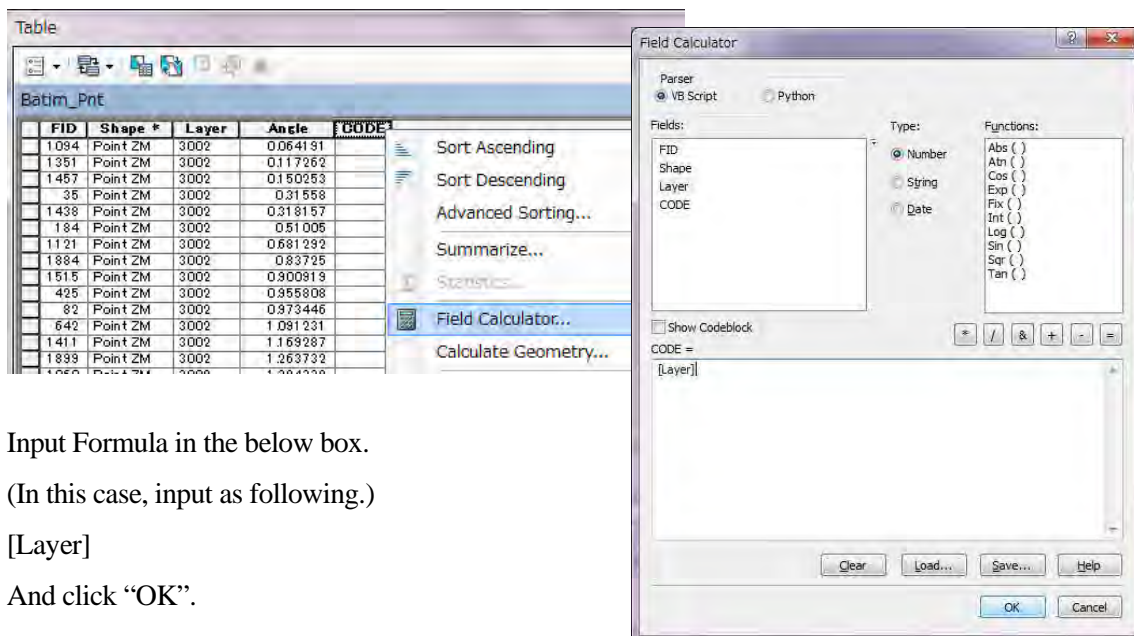 Table
Batim_Pnt
FID Shape * Layer Angle CODE
1094 Point ZM 3002 0.064191
1351 Point ZM 3002 0.117262
1457 Point ZM 3002 0.150253
35 Point ZM 3002 0.31558
1438 Point ZM 3002 0.318157
184 Point ZM 3002 0.51005
1121 Point ZM 3002 0.681292
1884 Point ZM 3002 0.83725
1515 Point ZM 3002 0.900919
425 Point ZM 3002 0.955808
82 Point ZM 3002 0.973446
642 Point ZM 3002 1.091231
1411 Point ZM 3002 1.169287
1899 Point ZM 3002 1.263732
Sort Ascending
Sort Descending
Advanced Sorting...
Summarize...
Statistics...
Field Calculator...
Calculate Geometry...
Input Formula in the below box.
(In this case, input as following.)
[Layer]
And click “OK”.
Field Calculator
Parser
VB Script Python
Fields: Type: Functions:
FID
Shape
Layer
CODE
Number
String
Date
Abs ( )
Atn ( )
Cos ( )
Exp ( )
Fix ( )
Int ( )
Log ( )
Sin ( )
Sqr ( )
Tan ( )
Show Codeblock
* / & + - =
CODE =
[Layer]
Clear Load... Save... Help
OK Cancel